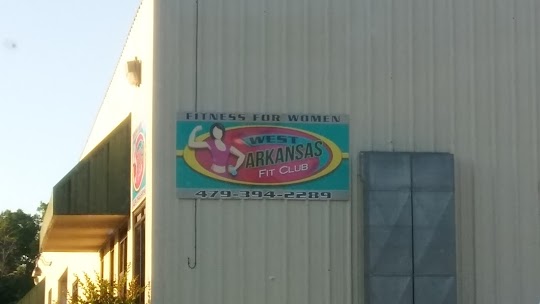 FITNESS FOR WOMEN
WEST
ARKANSAS
FIT CLUB
479-394-2289